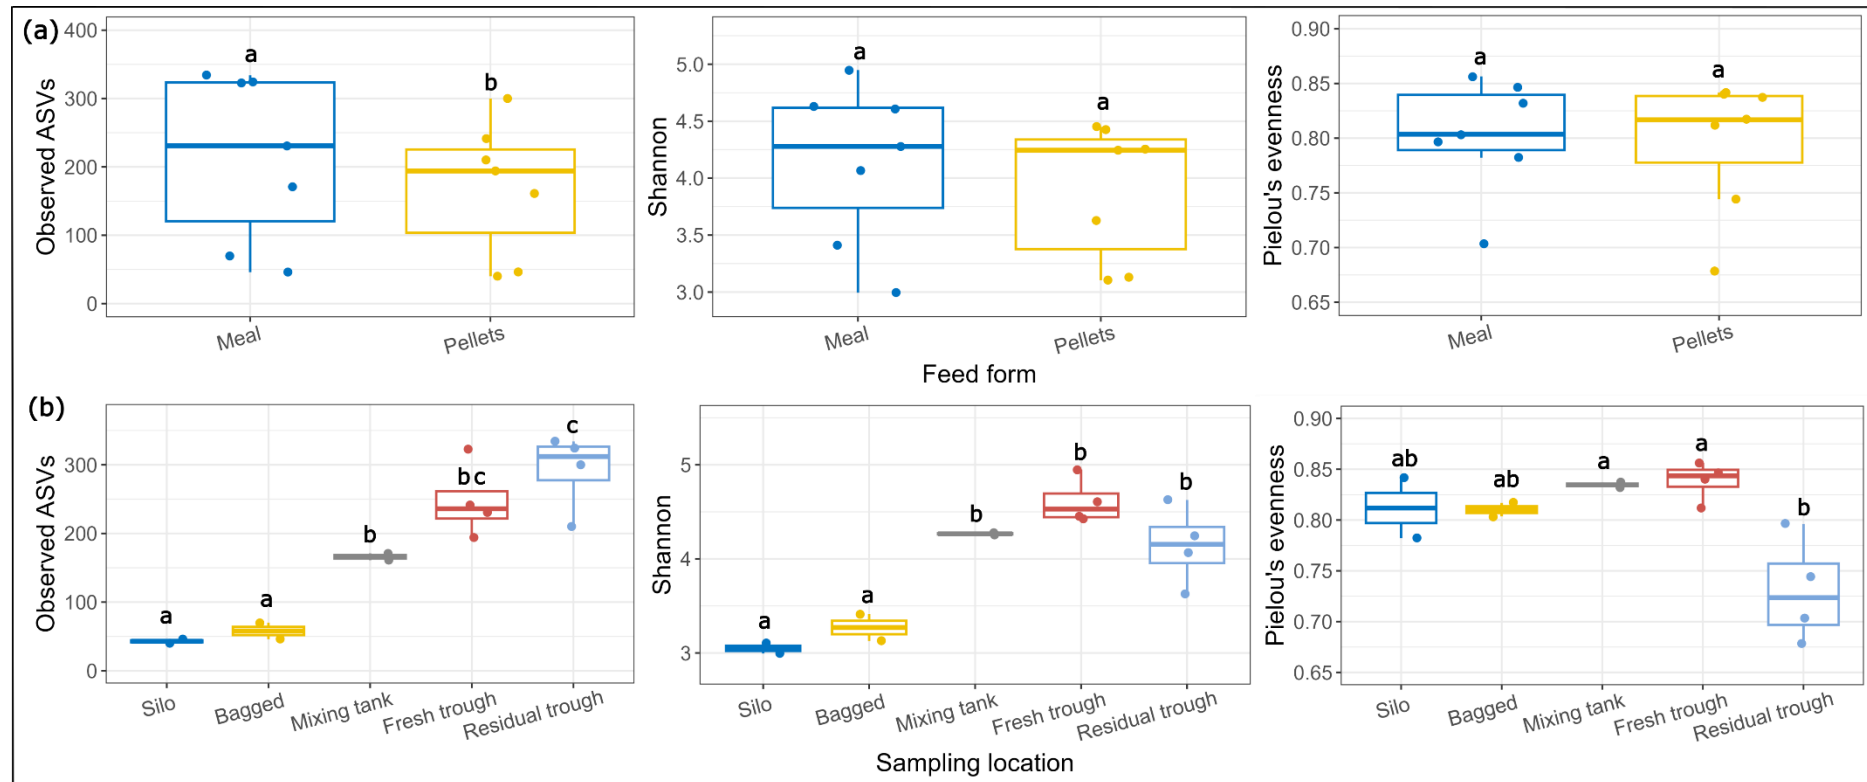 (a)
Observed ASVs
400
300
200
100
0
a
b
Meal
Pellets
Shannon
5.0
4.5
4.0
3.5
3.0
a
a
Meal
Pellets
Pielou's evenness
0.90
0.85
0.80
0.75
0.70
0.65
a
a
Meal
Pellets
Feed form
(b)
Observed ASVs
300
200
100
0
a
a
b
bc
c
Silo
Bagged
Mixing tank
Fresh trough
Residual trough
Shannon
5
4
3
a
a
b
b
b
Silo
Bagged
Mixing tank
Fresh trough
Residual trough
Pielou's evenness
0.90
0.85
0.80
0.75
0.70
0.65
ab
ab
a
a
b
Silo
Bagged
Mixing tank
Fresh trough
Residual trough
Sampling location